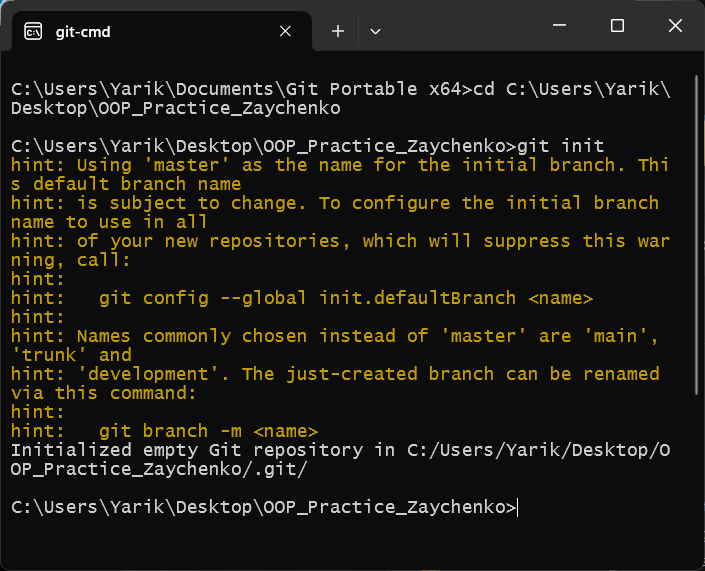 git-cmd
C:\Users\Yarik\Documents\Git Portable x64>cd C:\Users\Yarik\
Desktop\OOP_Practice_Zaychenko
C:\Users\Yarik\Desktop\OOP_Practice_Zaychenko>git init
hint: Using 'master' as the name for the initial branch. Thi
s default branch name
hint: is subject to change. To configure the initial branch
name to use in all
hint: of your new repositories, which will suppress this war
ning, call:
hint:
hint:   git config --global init.defaultBranch <name>
hint:
hint: Names commonly chosen instead of 'master' are 'main',
'trunk' and
hint: 'development'. The just-created branch can be renamed
via this command:
hint:
hint:   git branch -m <name>
Initialized empty Git repository in C:/Users/Yarik/Desktop/O
OP_Practice_Zaychenko/.git/
C:\Users\Yarik\Desktop\OOP_Practice_Zaychenko>